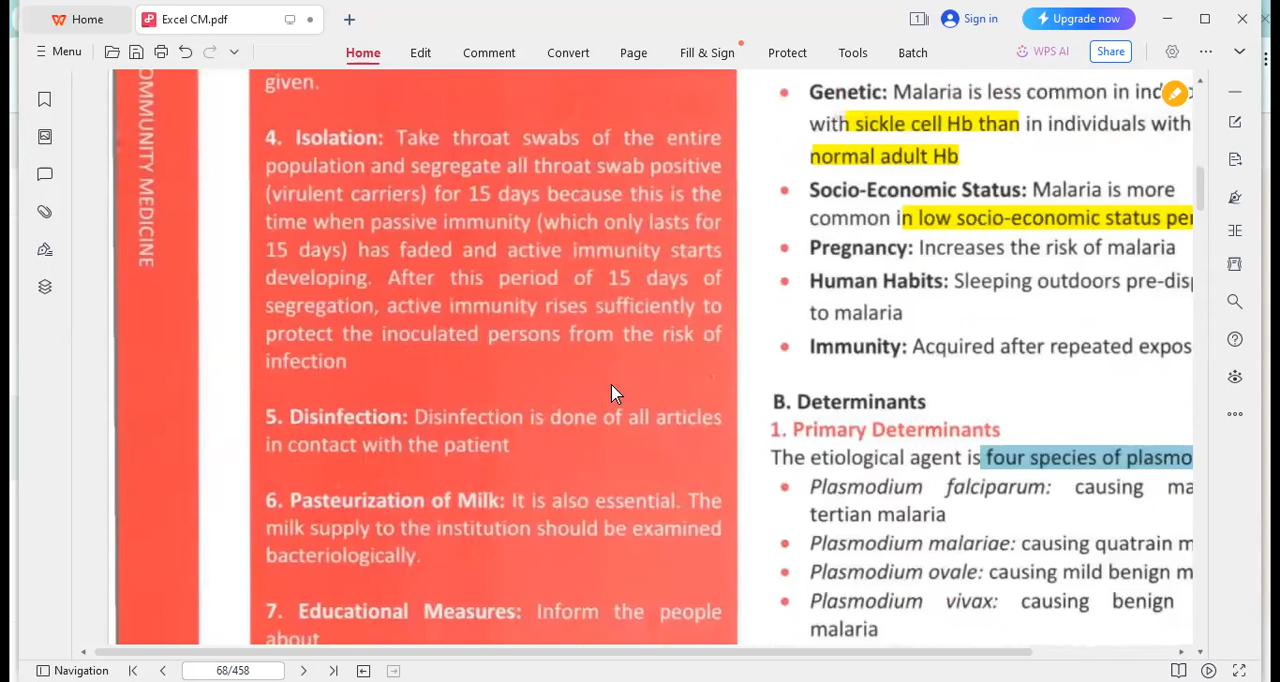 Home
Excel CM.pdf
1
Sign in
Upgrade now
Menu
Home
Edit
Comment
Convert
Page
Fill & Sign
Protect
Tools
Batch
WPS AI
Share
OMMUNITY MEDICINE
given.
4. Isolation: Take throat swabs of the entire
population and segregate all throat swab positive
(virulent carriers) for 15 days because this is the
time when passive immunity (which only lasts for
15 days) has faded and active immunity starts
developing. After this period of 15 days of
segregation, active immunity rises sufficiently to
protect the inoculated persons from the risk of
infection
5. Disinfection: Disinfection is done of all articles
in contact with the patient
6. Pasteurization of Milk: It is also essential. The
milk supply to the institution should be examined
bacteriologically.
7. Educational Measures: Inform the people
about
Genetic: Malaria is less common in
with sickle cell Hb than in individuals with
normal adult Hb
Socio-Economic Status: Malaria is more
common in low socio-economic status pe
Pregnancy: Increases the risk of malaria
Human Habits: Sleeping outdoors pre-disp
to malaria
Immunity: Acquired after repeated expos
B. Determinants
1. Primary Determinants
The etiological agent is four species of plasmo
Plasmodium falciparum: causing ma
tertian malaria
Plasmodium malariae: causing quatrain m
Plasmodium ovale: causing mild benign m
Plasmodium vivax: causing benign
malaria
Navigation
68/458